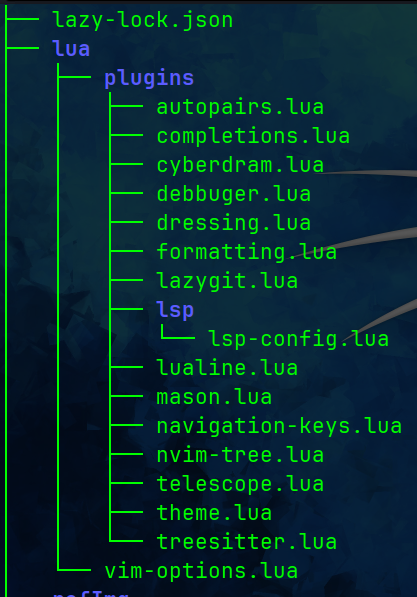 lazy-lock.json
lua
plugins
autopairs.lua
completions.lua
cyberdram.lua
debbuger.lua
dressing.lua
formatting.lua
lazygit.lua
lsp
lsp-config.lua
lualine.lua
mason.lua
navigation-keys.lua
nvim-tree.lua
telescope.lua
theme.lua
treesitter.lua
vim-options.lua